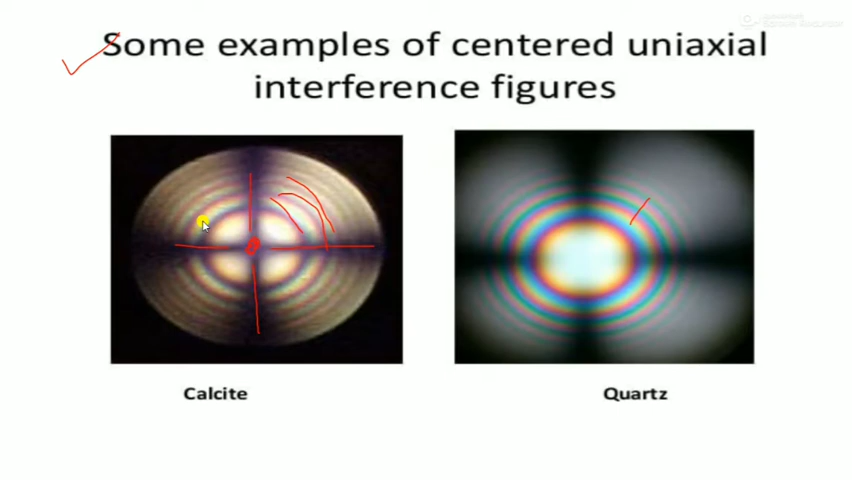 Some examples of centered uniaxial
interference figures
Calcite
Quartz